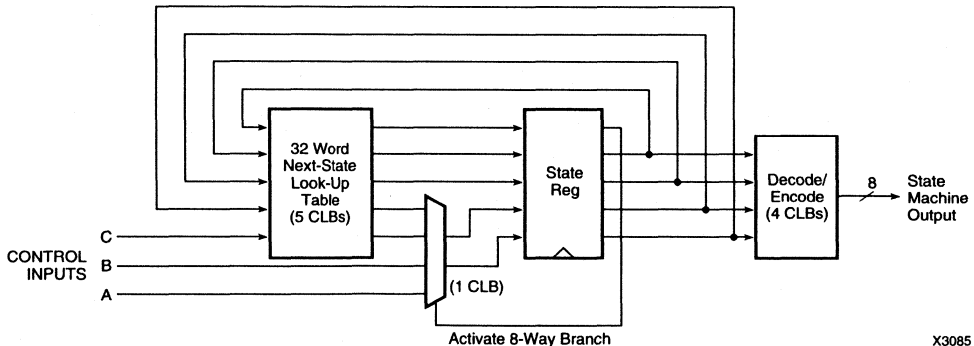 32 Word
Next-State
Look-Up
Table
(5 CLBs)
State
Reg
Decode/
Encode
(4 CLBs)
8
State
Machine
Output
CONTROL
INPUTS
C
B
A
(1 CLB)
Activate 8-Way Branch
X3085